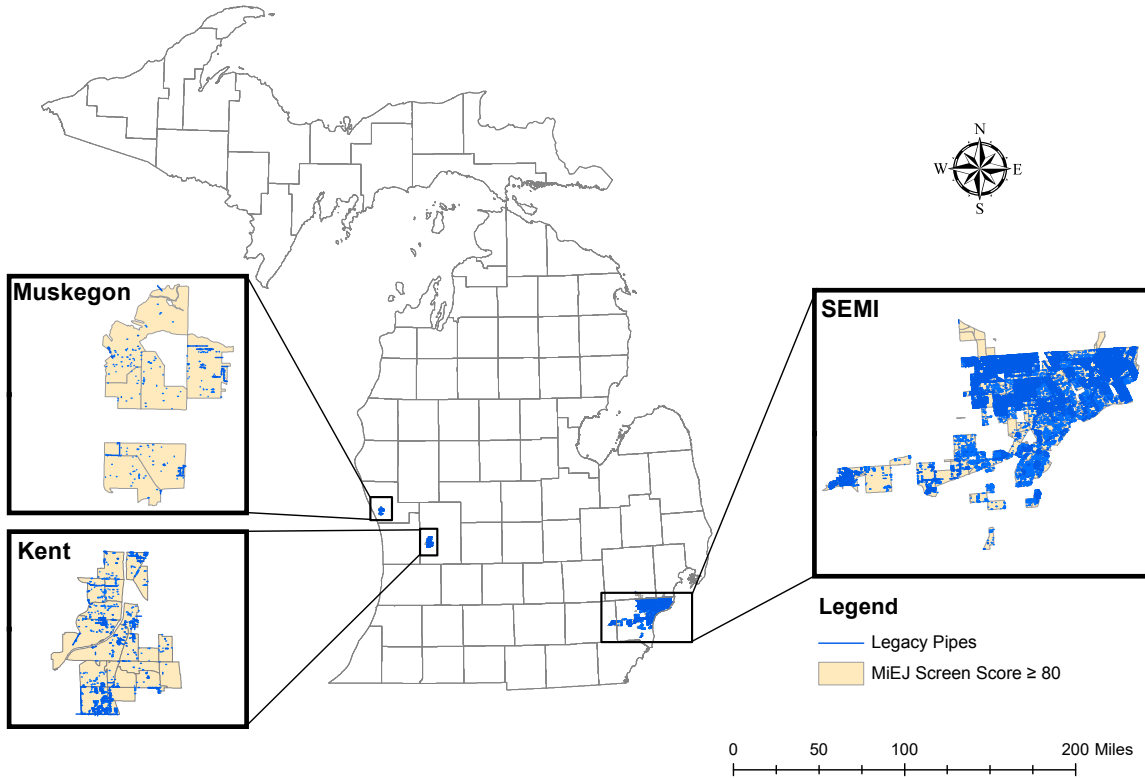 N
W E
S
Muskegon
SEMI
Kent
Legend
Legacy Pipes
MiEJ Screen Score ≥ 80
0 50 100 200 Miles